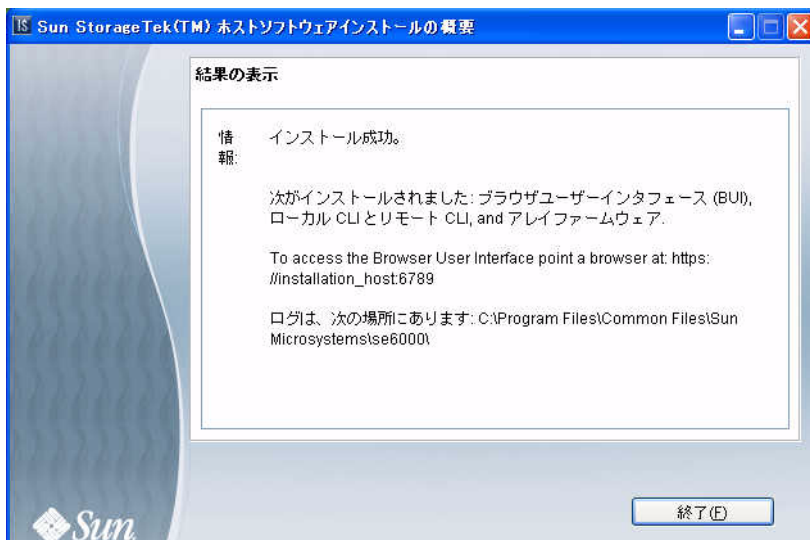 Sun StorageTek(TM) ホストソフトウェアインストールの概要
結果の表示
情報:
インストール成功。
次がインストールされました: ブラウザユーザーインタフェース (BUI),
ローカル CLI とリモート CLI, and アレイファームウェア.
To access the Browser User Interface point a browser at: https:
//installation_host:6789
ログは、次の場所にあります: C:\Program Files\Common Files\Sun
Microsystems\se6000\
Sun
終了(F)